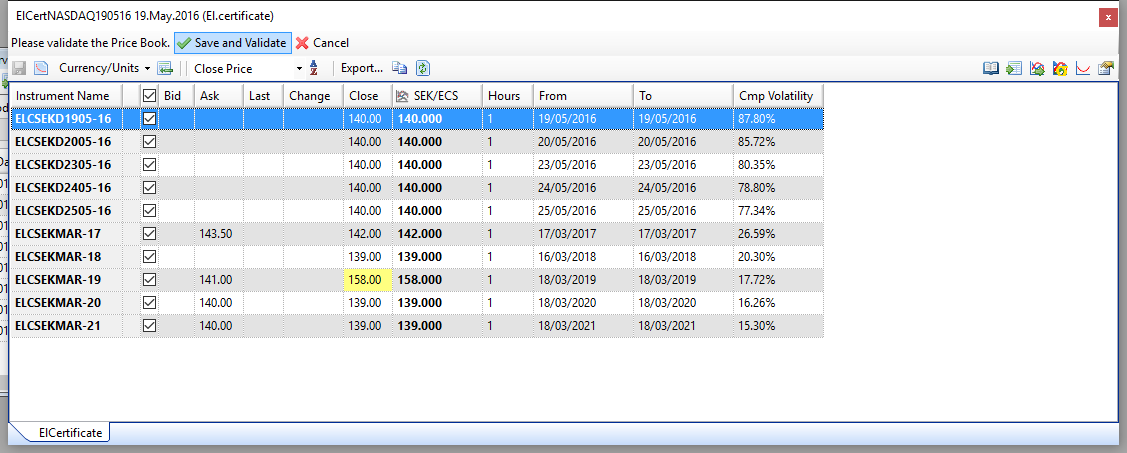 ElCertNASDAQ190516 19.May.2016 (El.certificate)
Please validate the Price Book. Save and Validate Cancel
Currency/Units Close Price Export...
Instrument Name Bid Ask Last Change Close SEK/ECS Hours From To Cmp Volatility
ELCSEKD1905-16 140.00 140.000 1 19/05/2016 19/05/2016 87.80%
ELCSEKD2005-16 140.00 140.000 1 20/05/2016 20/05/2016 85.72%
ELCSEKD2305-16 140.00 140.000 1 23/05/2016 23/05/2016 80.35%
ELCSEKD2405-16 140.00 140.000 1 24/05/2016 24/05/2016 78.80%
ELCSEKD2505-16 140.00 140.000 1 25/05/2016 25/05/2016 77.34%
ELCSEKMAR-17 143.50 142.00 142.000 1 17/03/2017 17/03/2017 26.59%
ELCSEKMAR-18 139.00 139.000 1 16/03/2018 16/03/2018 20.30%
ELCSEKMAR-19 141.00 158.00 158.000 1 18/03/2019 18/03/2019 17.72%
ELCSEKMAR-20 140.00 139.00 139.000 1 18/03/2020 18/03/2020 16.26%
ELCSEKMAR-21 140.00 139.00 139.000 1 18/03/2021 18/03/2021 15.30%
ElCertificate